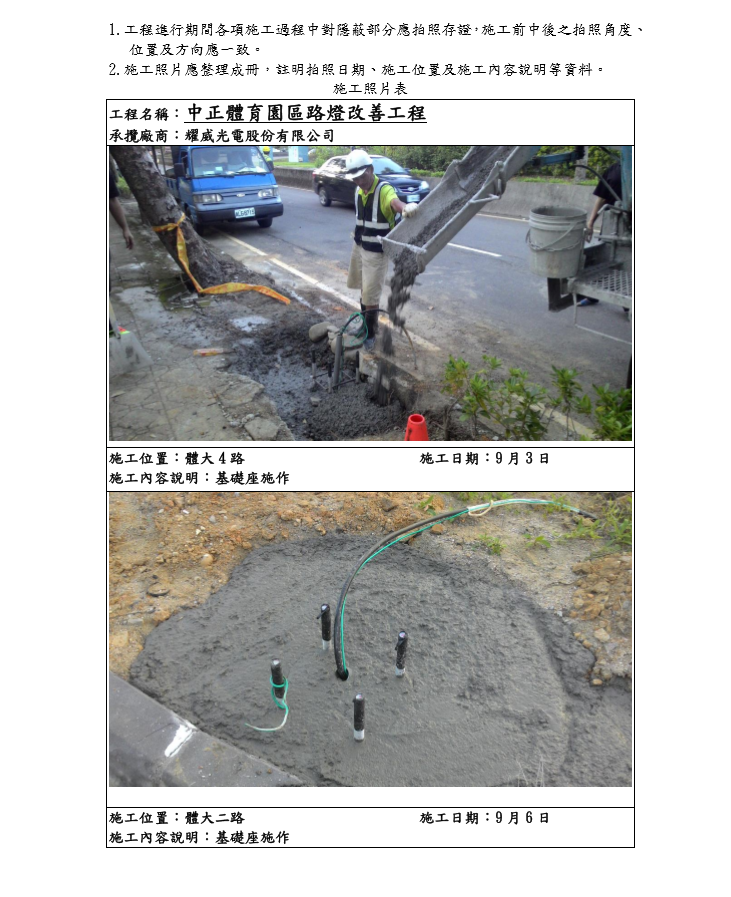 1.工程進行期間各項施工過程中對隱蔽部分應拍照存證，施工前中後之拍照角度、
位置及方向應一致。
2.施工照片應整理成冊，註明拍照日期、施工位置及施工內容說明等資料。
施工照片表
工程名稱：中正體育園區路燈改善工程
承攬廠商：耀威光電股份有限公司
施工位置：體大4路 施工日期：9月3日
施工內容說明：基礎座施作
施工位置：體大二路 施工日期：9月6日
施工內容說明：基礎座施作